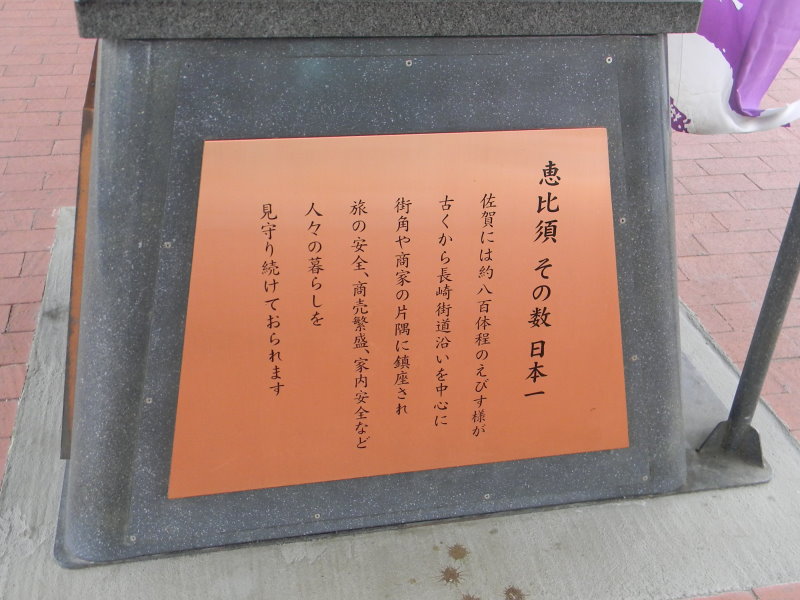 恵比須 その数 日本一
佐賀には約八百体程のえびす様が
古くから長崎街道沿いを中心に
街角や商家の片隅に鎮座され
旅の安全、商売繁盛、家内安全など
人々の暮らしを
見守り続けておられます